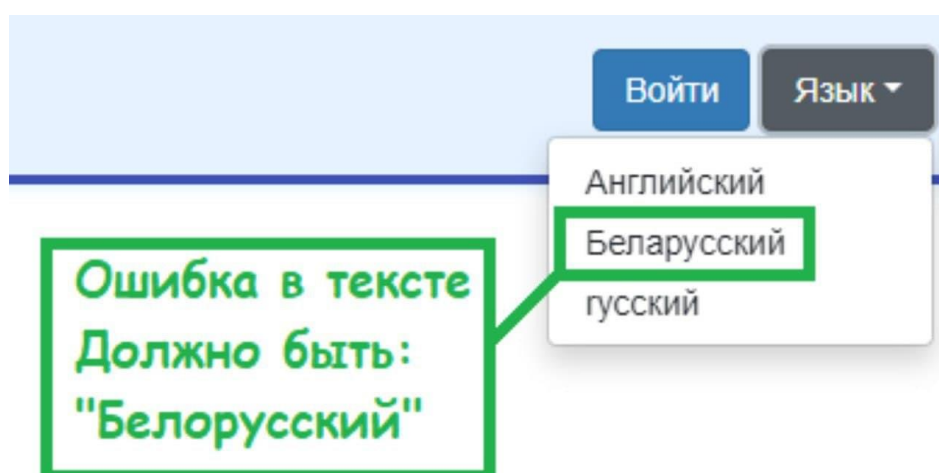 Войти
Язык
Английский
Беларусский
гусский
Ошибка в тексте
Должно быть:
"Белорусский"